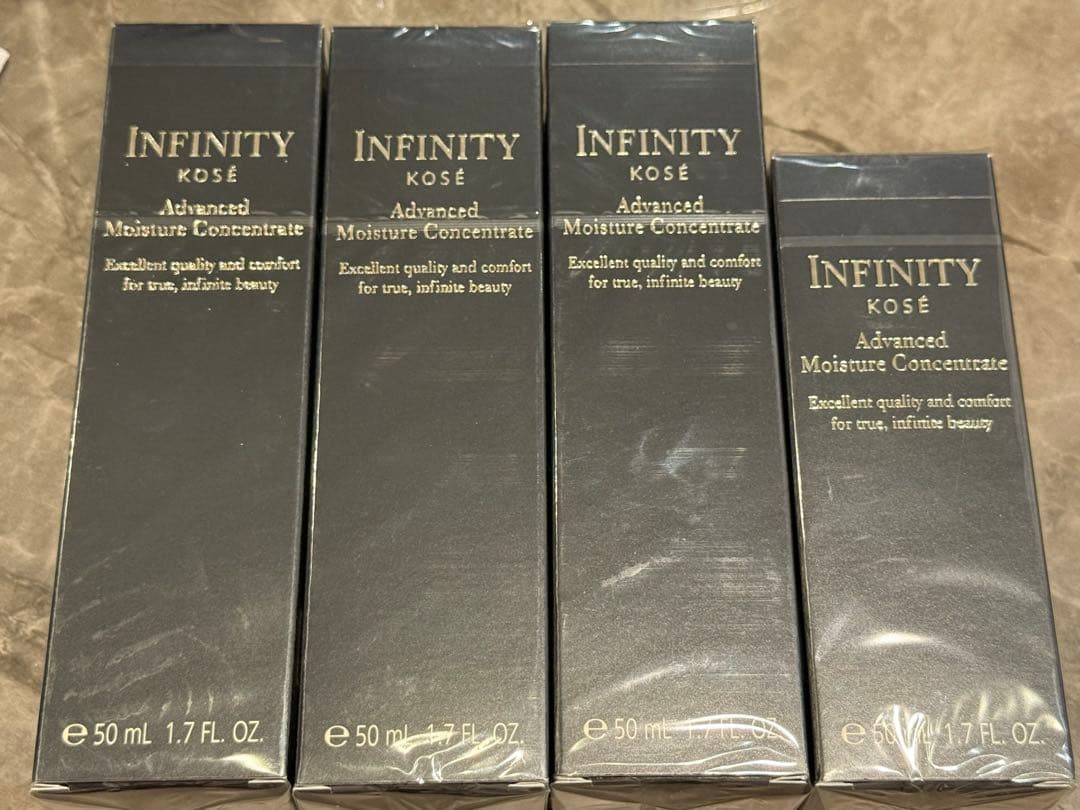 INFINITY
KOSÉ
Advanced
Moisture Concentrate
Excellent quality and comfort
for true, infinite beauty
e 50 mL 1.7 FL. OZ.
INFINITY
KOSÉ
Advanced
Moisture Concentrate
Excellent quality and comfort
for true, infinite beauty
e 50 mL 1.7 FL. OZ.
INFINITY
KOSÉ
Advanced
Moisture Concentrate
Excellent quality and comfort
for true, infinite beauty
e 50 mL 1.7 FL. OZ.
INFINITY
KOSÉ
Advanced
Moisture Concentrate
Excellent quality and comfort
for true, infinite beauty
e mL 1.7 FL. OZ.